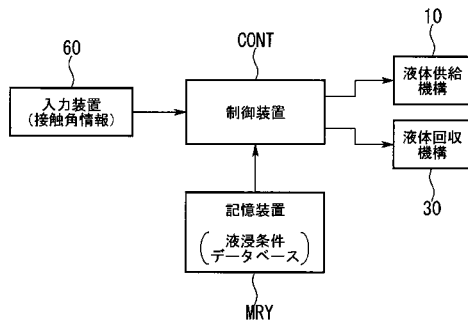 CONT
60
10
入力装置
(接触角情報)
制御装置
液体供給
機構
液体回収
機構
30
記憶装置
(液浸条件
データベース)
MRY